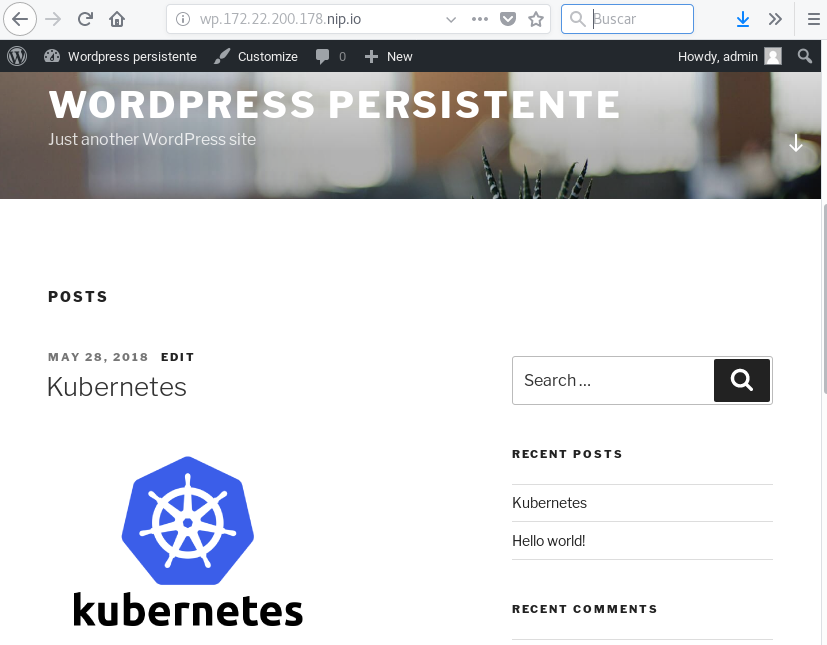 wp.172.22.200.178.nip.io
Buscar
Wordpress persistente Customize 0 New Howdy, admin
WORDPRESS PERSISTENTE
Just another WordPress site
POSTS
MAY 28, 2018 EDIT
Kubernetes
kubernetes
Search …
RECENT POSTS
Kubernetes
Hello world!
RECENT COMMENTS